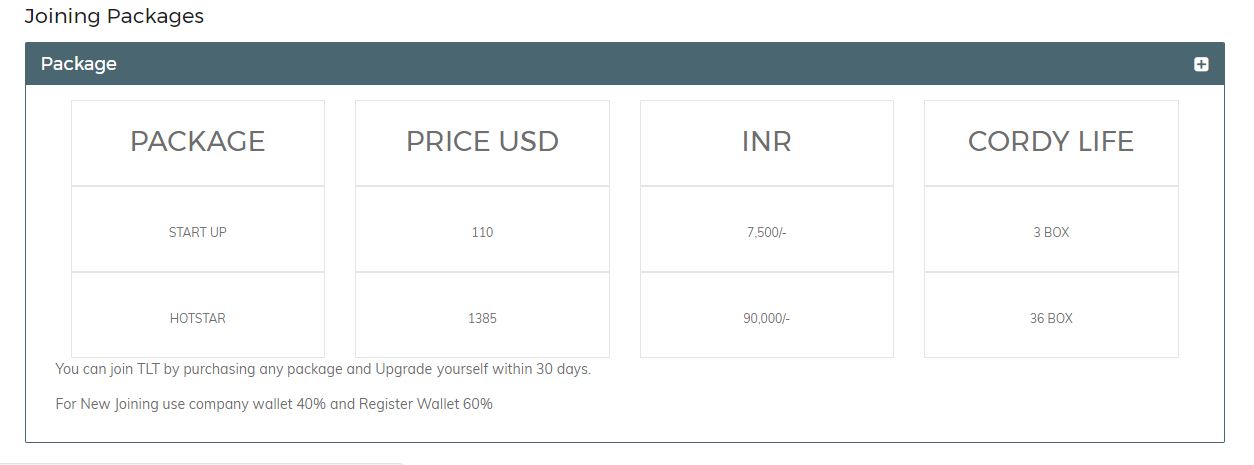 Joining Packages
Package
PACKAGE PRICE USD INR CORDY LIFE
START UP 110 7,500/- 3 BOX
HOTSTAR 1385 90,000/- 36 BOX
You can join TLT by purchasing any package and Upgrade yourself within 30 days.
For New Joining use company wallet 40% and Register Wallet 60%